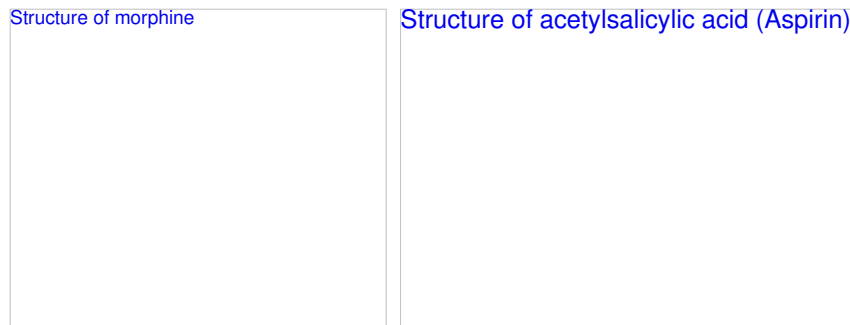 Structure of morphine
Structure of acetylsalicylic acid (Aspirin)